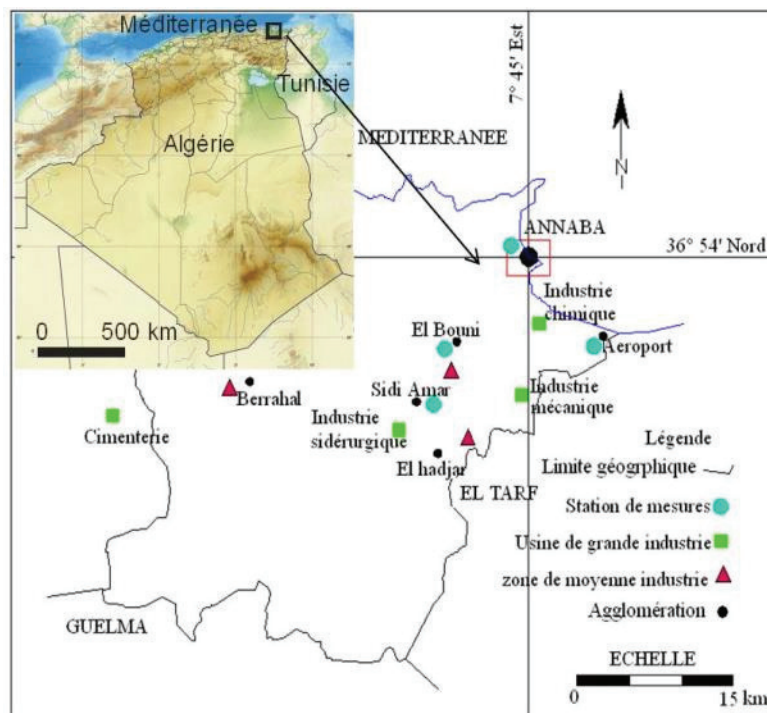 Méditerranée
Tunisie
Algérie
0 500 km
7° 45' Est
MEDITERRANEE
N
ANNABA
36° 54' Nord
Industrie
chimique
El Bouni
Aeroport
Berrahal
Sidi Amar
Industrie
mécanique
Cimenterie
Industrie
sidérurgique
El hadjar
EL TARF
GUELMA
Légende
Limite géogrphique
Station de mesures
Usine de grande industrie
zone de moyenne industrie
Agglomération
ECHELLE
0 15 km